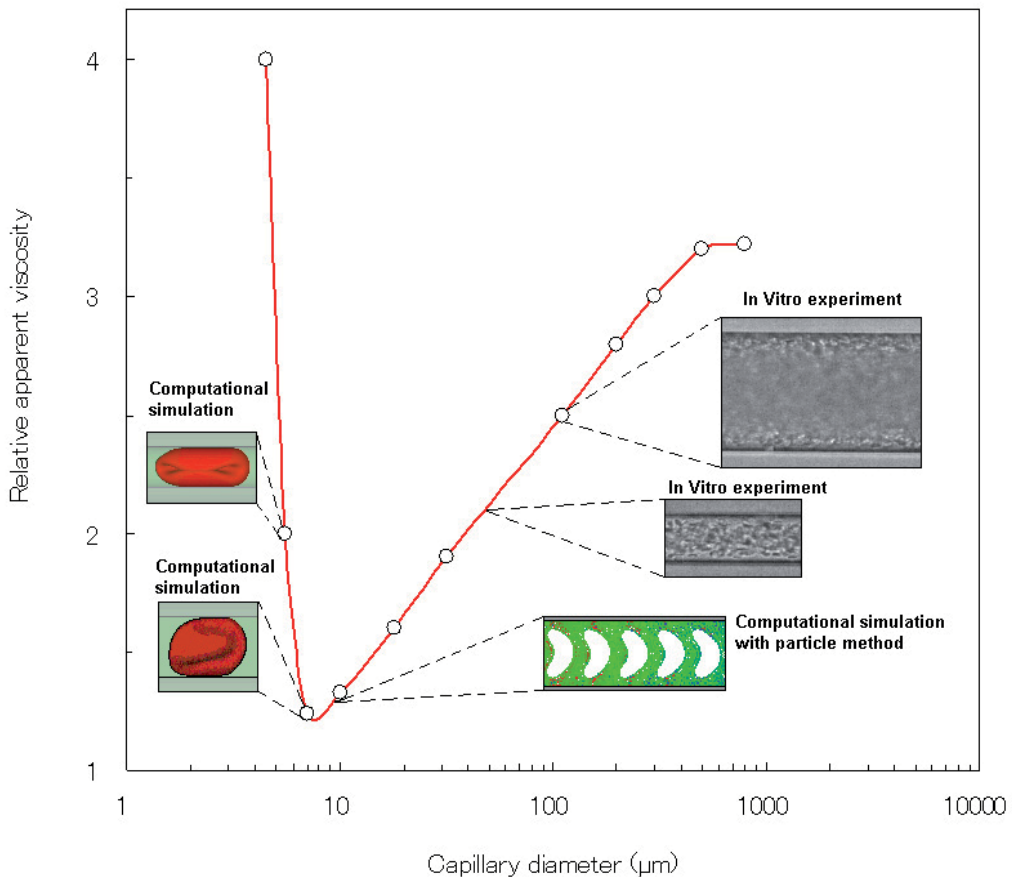 4
3
2
1
Relative apparent viscosity
In Vitro experiment
Computational
simulation
In Vitro experiment
Computational
simulation
Computational simulation
with particle method
1
10
100
1000
10000
Capillary diameter (μm)